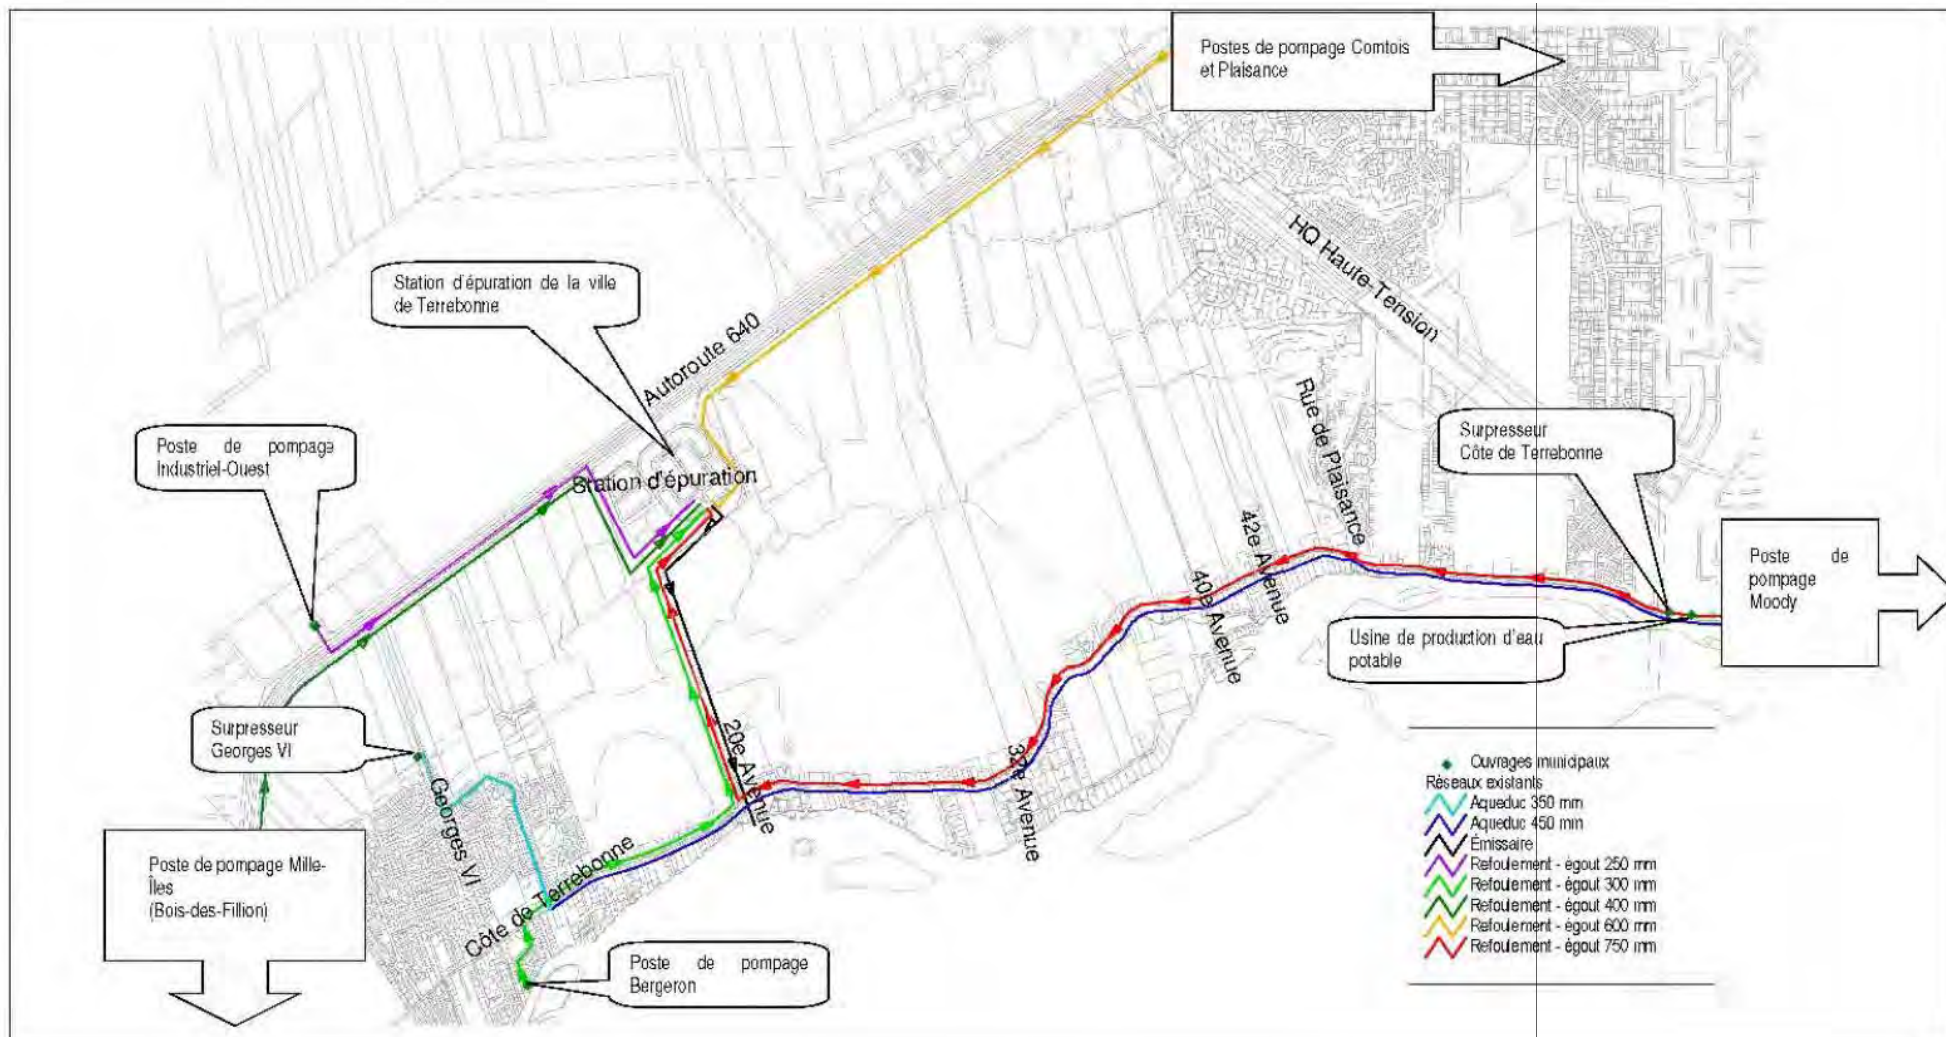 Postes de pompage Comtois
et Plaisance
HQ Haute-Tension
Station d'épuration de la ville
de Terrebonne
Autoroute 640
Rue de Plaisance
Surpresseur
Côte de Terrebonne
Poste de pompage
Industriel-Ouest
Station d'épuration
42e Avenue
40e Avenue
Poste de
pompage
Moody
Usine de production d'eau
potable
Surpresseur
Georges VI
20e Avenue
32e Avenue
Georges VI
Côte de Terrebonne
Poste de pompage Mille-
Îles
(Bois-des-Fillion)
Poste de pompage
Bergeron
Ouvrages municipaux
Réseaux existants
Aqueduc 350 mm
Aqueduc 450 mm
Émissaire
Refoulement - égout 250 mm
Refoulement - égout 300 mm
Refoulement - égout 400 mm
Refoulement - égout 600 mm
Refoulement - égout 750 mm